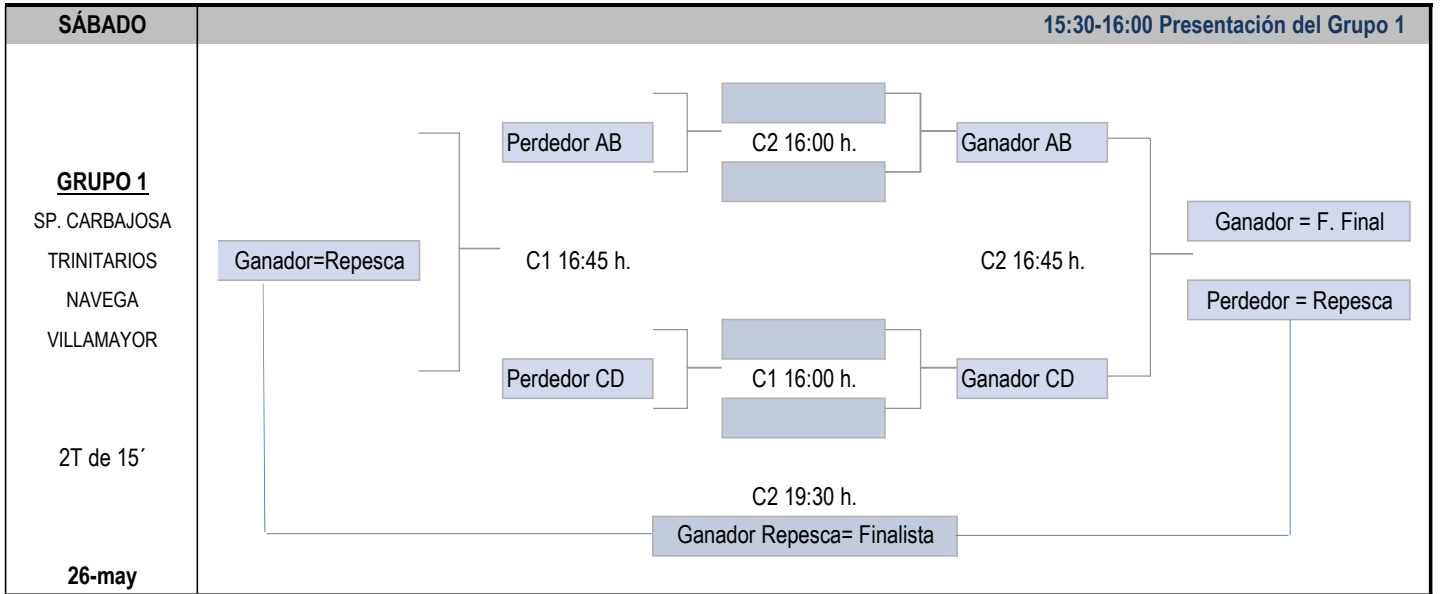 SÁBADO
15:30-16:00 Presentación del Grupo 1
GRUPO 1
SP. CARBAJOSA
TRINITARIOS
NAVEGA
VILLAMAYOR
2T de 15´
26-may
Perdedor AB
C2 16:00 h.
Ganador AB
Ganador = F. Final
Ganador=Repesca
C1 16:45 h.
C2 16:45 h.
Perdedor = Repesca
Perdedor CD
C1 16:00 h.
Ganador CD
C2 19:30 h.
Ganador Repesca= Finalista